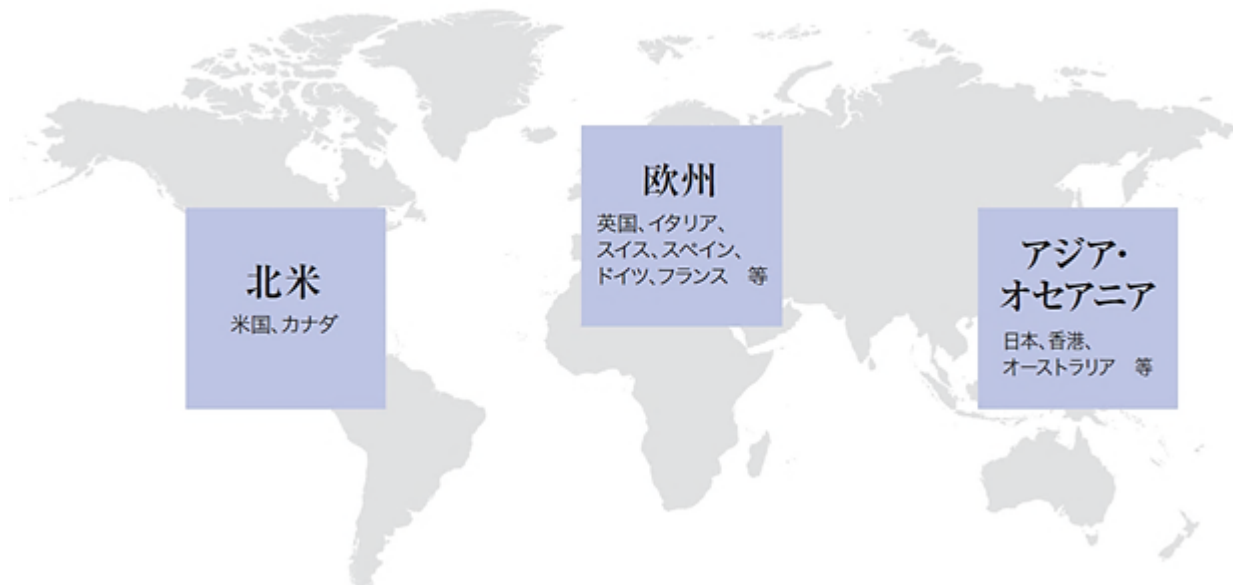 北米
米国、カナダ
欧州
英国、イタリア、
スイス、スペイン、
ドイツ、フランス　等
アジア・
オセアニア
日本、香港、
オーストラリア　等